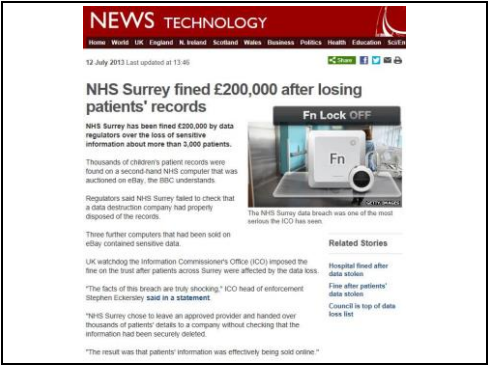 NEWS TECHNOLOGY
Home World UK England N. Ireland Scotland Wales Business Politics Health Education Sci/En
12 July 2013 Last updated at 13:46
Share
NHS Surrey fined £200,000 after losing
patients' records
NHS Surrey has been fined £200,000 by data
regulators over the loss of sensitive
information about more than 3,000 patients.
Thousands of children's patient records were
found on a second-hand NHS computer that was
auctioned on eBay, the BBC understands.
Regulators said NHS Surrey failed to check that
a data destruction company had properly
disposed of the records.
Three further computers that had been sold on
eBay contained sensitive data.
Fn Lock OFF
Fn
GETTY IMAGES
The NHS Surrey data breach was one of the most
serious the ICO has seen.
UK watchdog the Information Commissioner's Office (ICO) imposed the
fine on the trust after patients across Surrey were affected by the data loss.
"The facts of this breach are truly shocking," ICO head of enforcement
Stephen Eckersley said in a statement.
"NHS Surrey chose to leave an approved provider and handed over
thousands of patients' details to a company without checking that the
information had been securely deleted.
"The result was that patients' information was effectively being sold online."
Related Stories
Hospital fined after
data stolen
Fine after patients'
data stolen
Council is top of data
loss list